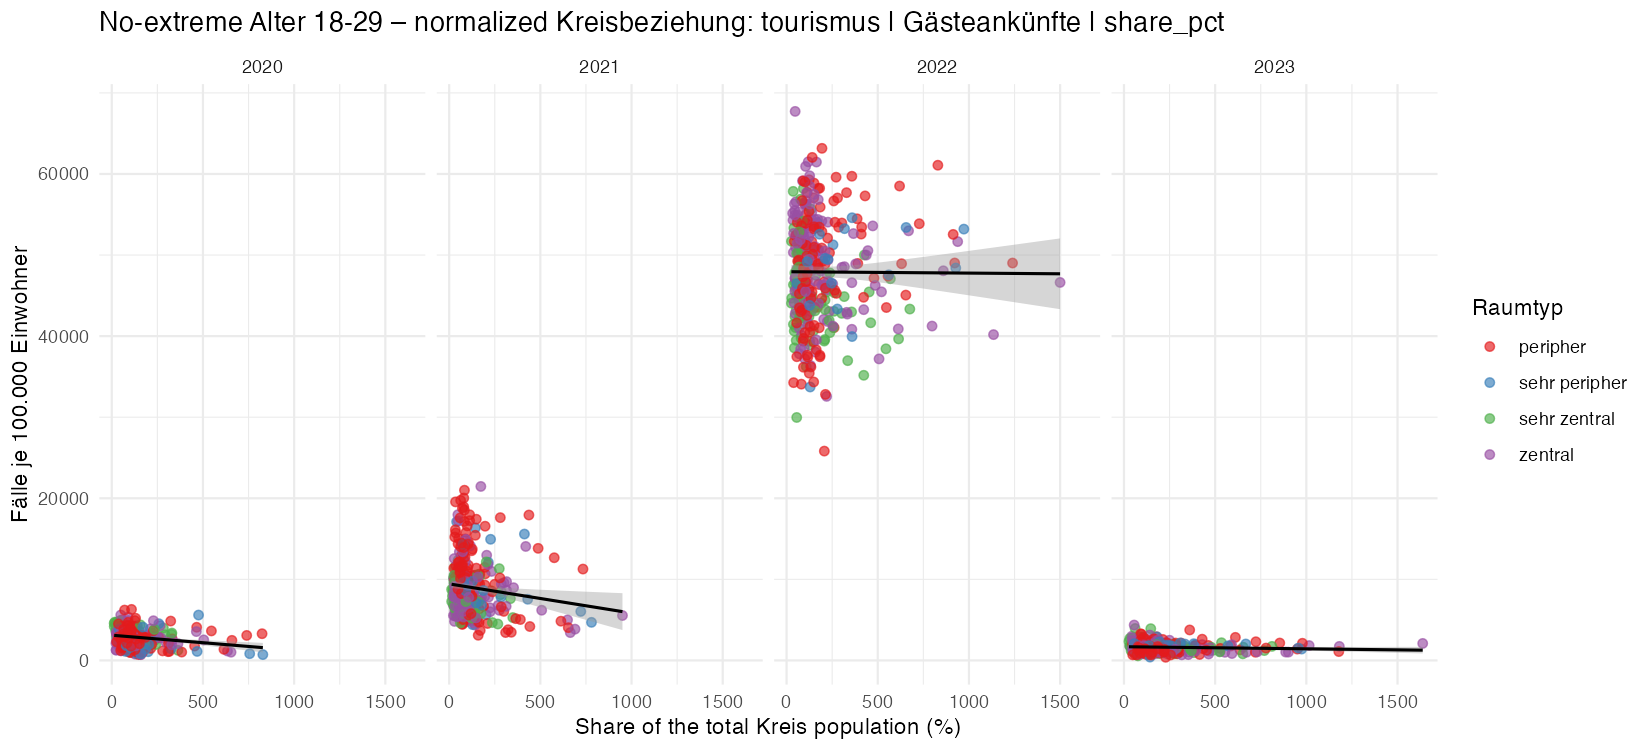 No-extreme Alter 18-29 – normalized Kreisbeziehung: tourismus | Gästeankünfte | share_pct
2020 2021 2022 2023
Fälle je 100.000 Einwohner
60000
40000
20000
0
0 500 1000 1500 0 500 1000 1500 0 500 1000 1500 0 500 1000 1500
Share of the total Kreis population (%)
Raumtyp
peripher
sehr peripher
sehr zentral
zentral